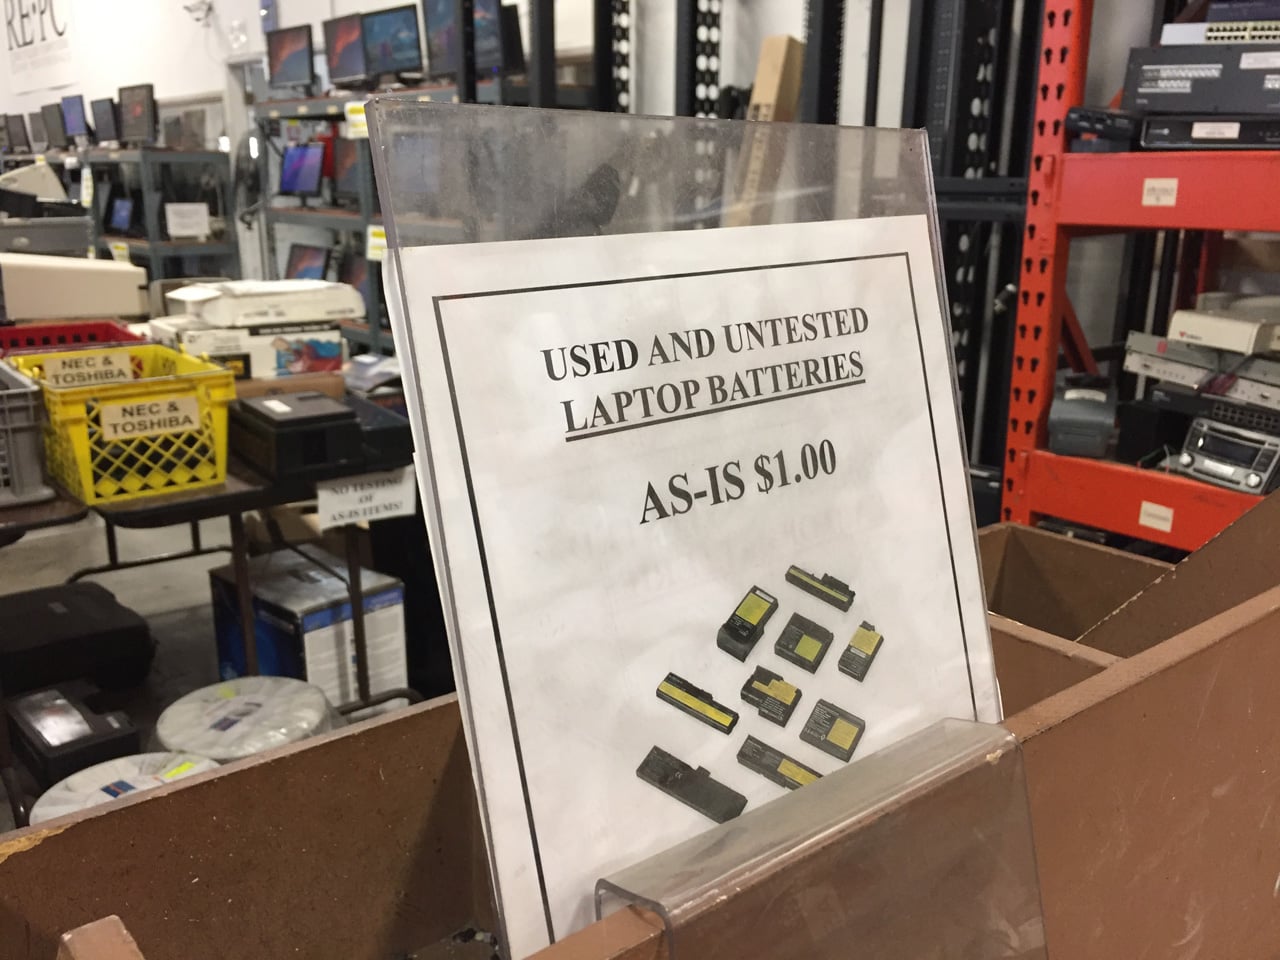 RE-PC
USED AND UNTESTED
LAPTOP BATTERIES
AS-IS $1.00
NEC &
TOSHIBA
NEC &
TOSHIBA
NO TESTING
OF
AS-IS ITEMS!